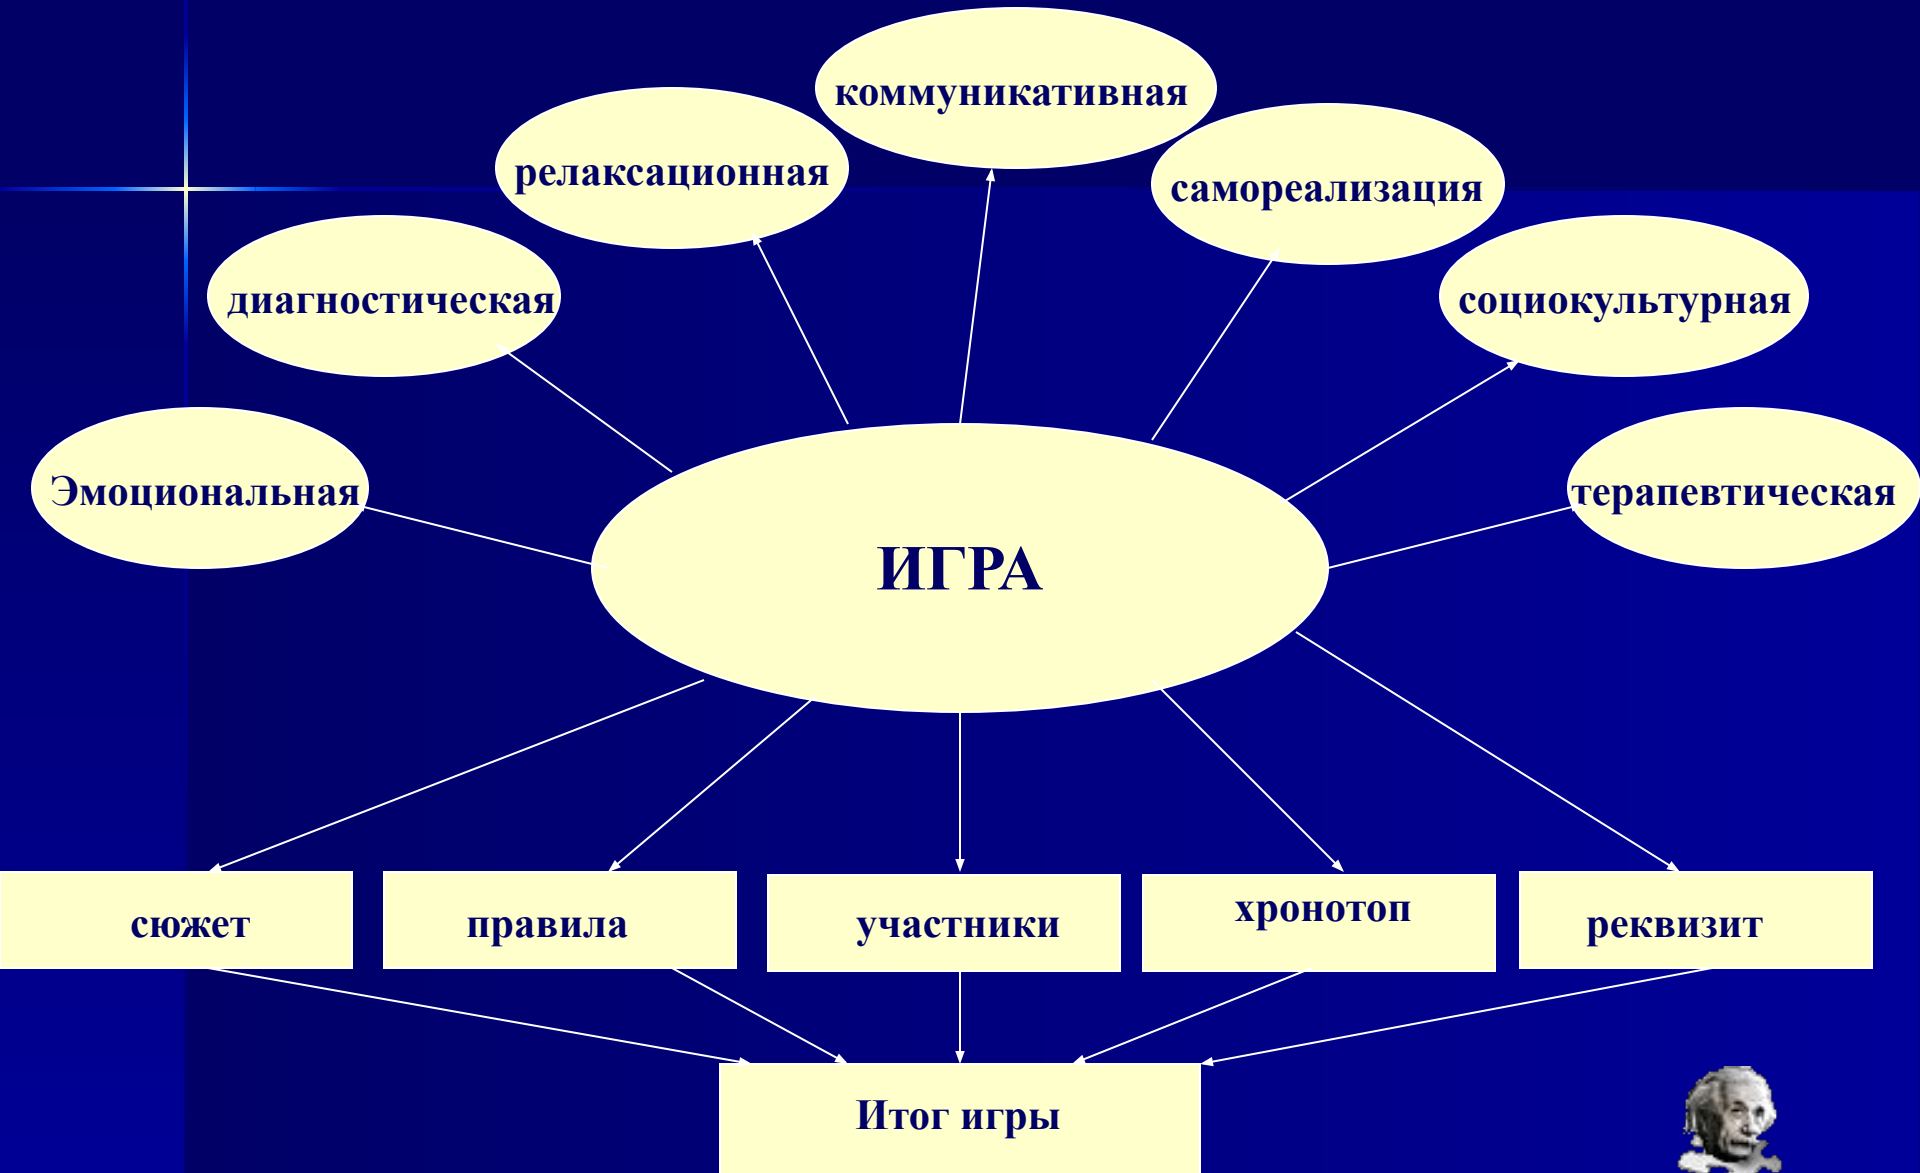 коммуникативная
релаксационная
самореализация
диагностическая
социокультурная
Эмоциональная
терапевтическая
ИГРА
сюжет
правила
участники
хронотоп
реквизит
Итог игры